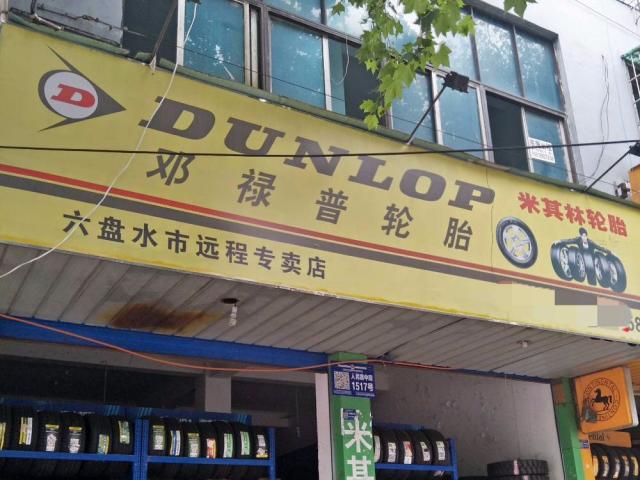 D
DUNLOP
邓禄普轮胎
六盘水市远程专卖店
米其林轮胎
人民路中段
1517号
米其
CONTINENTAL